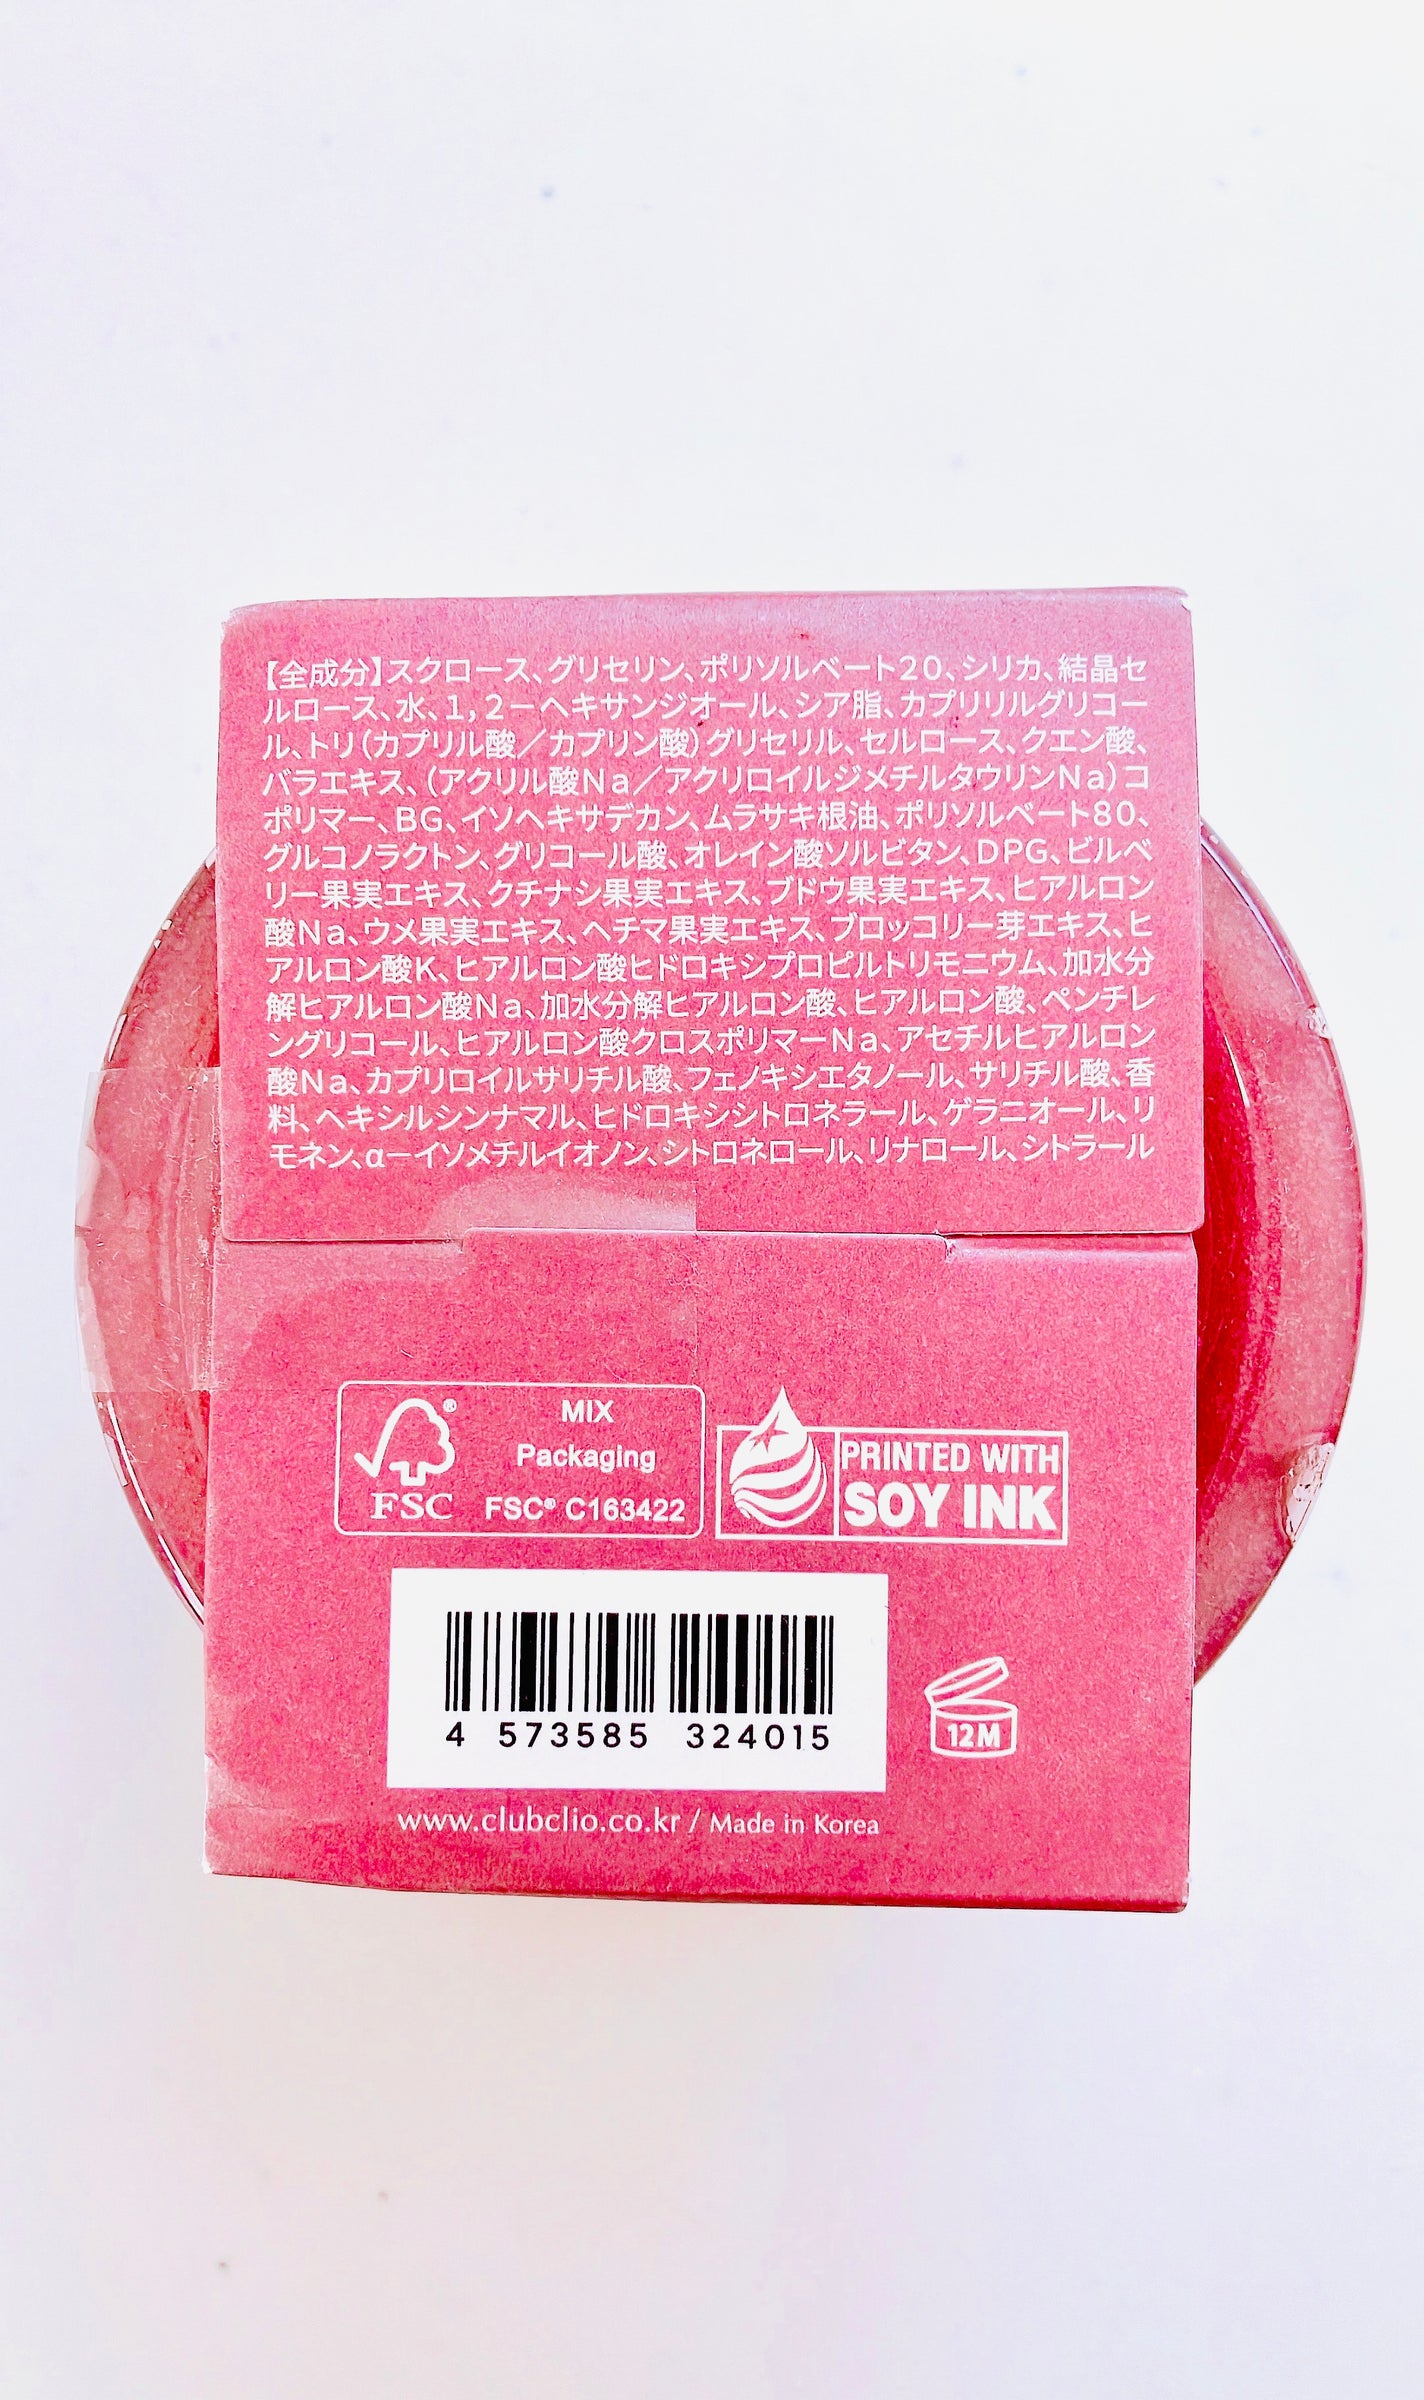 【全成分】スクロース、グリセリン、ポリソルベート20、シリカ、結晶セ
ルロース、水、1，2－ヘキサンジオール、シア脂、カプリリルグリコー
ル、トリ（カプリル酸／カプリン酸）グリセリル、セルロース、クエン酸、
バラエキス、（アクリル酸Na／アクリロイルジメチルタウリンNa）コ
ポリマー、BG、イソヘキサデカン、ムラサキ根油、ポリソルベート80、
グルコノラクトン、グリコール酸、オレイン酸ソルビタン、DPG、ビルベ
リー果実エキス、クチナシ果実エキス、ブドウ果実エキス、ヒアルロン
酸Na、ウメ果実エキス、ヘチマ果実エキス、ブロッコリー芽エキス、ヒ
アルロン酸K、ヒアルロン酸ヒドロキシプロピルトリモニウム、加水分
解ヒアルロン酸Na、加水分解ヒアルロン酸、ヒアルロン酸、ペンチレ
ングリコール、ヒアルロン酸クロスポリマーNa、アセチルヒアルロン
酸Na、カプリロイルサリチル酸、フェノキシエタノール、サリチル酸、香
料、ヘキシルシンナマル、ヒドロキシシトロネラール、ゲラニオール、リ
モネン、α－イソメチルイオノン、シトロネロール、リナロール、シトラール
MIX
Packaging
FSC® C163422
®
FSC
PRINTED WITH
SOY INK
4 573585 324015
12M
www.clubclio.co.kr / Made in Korea